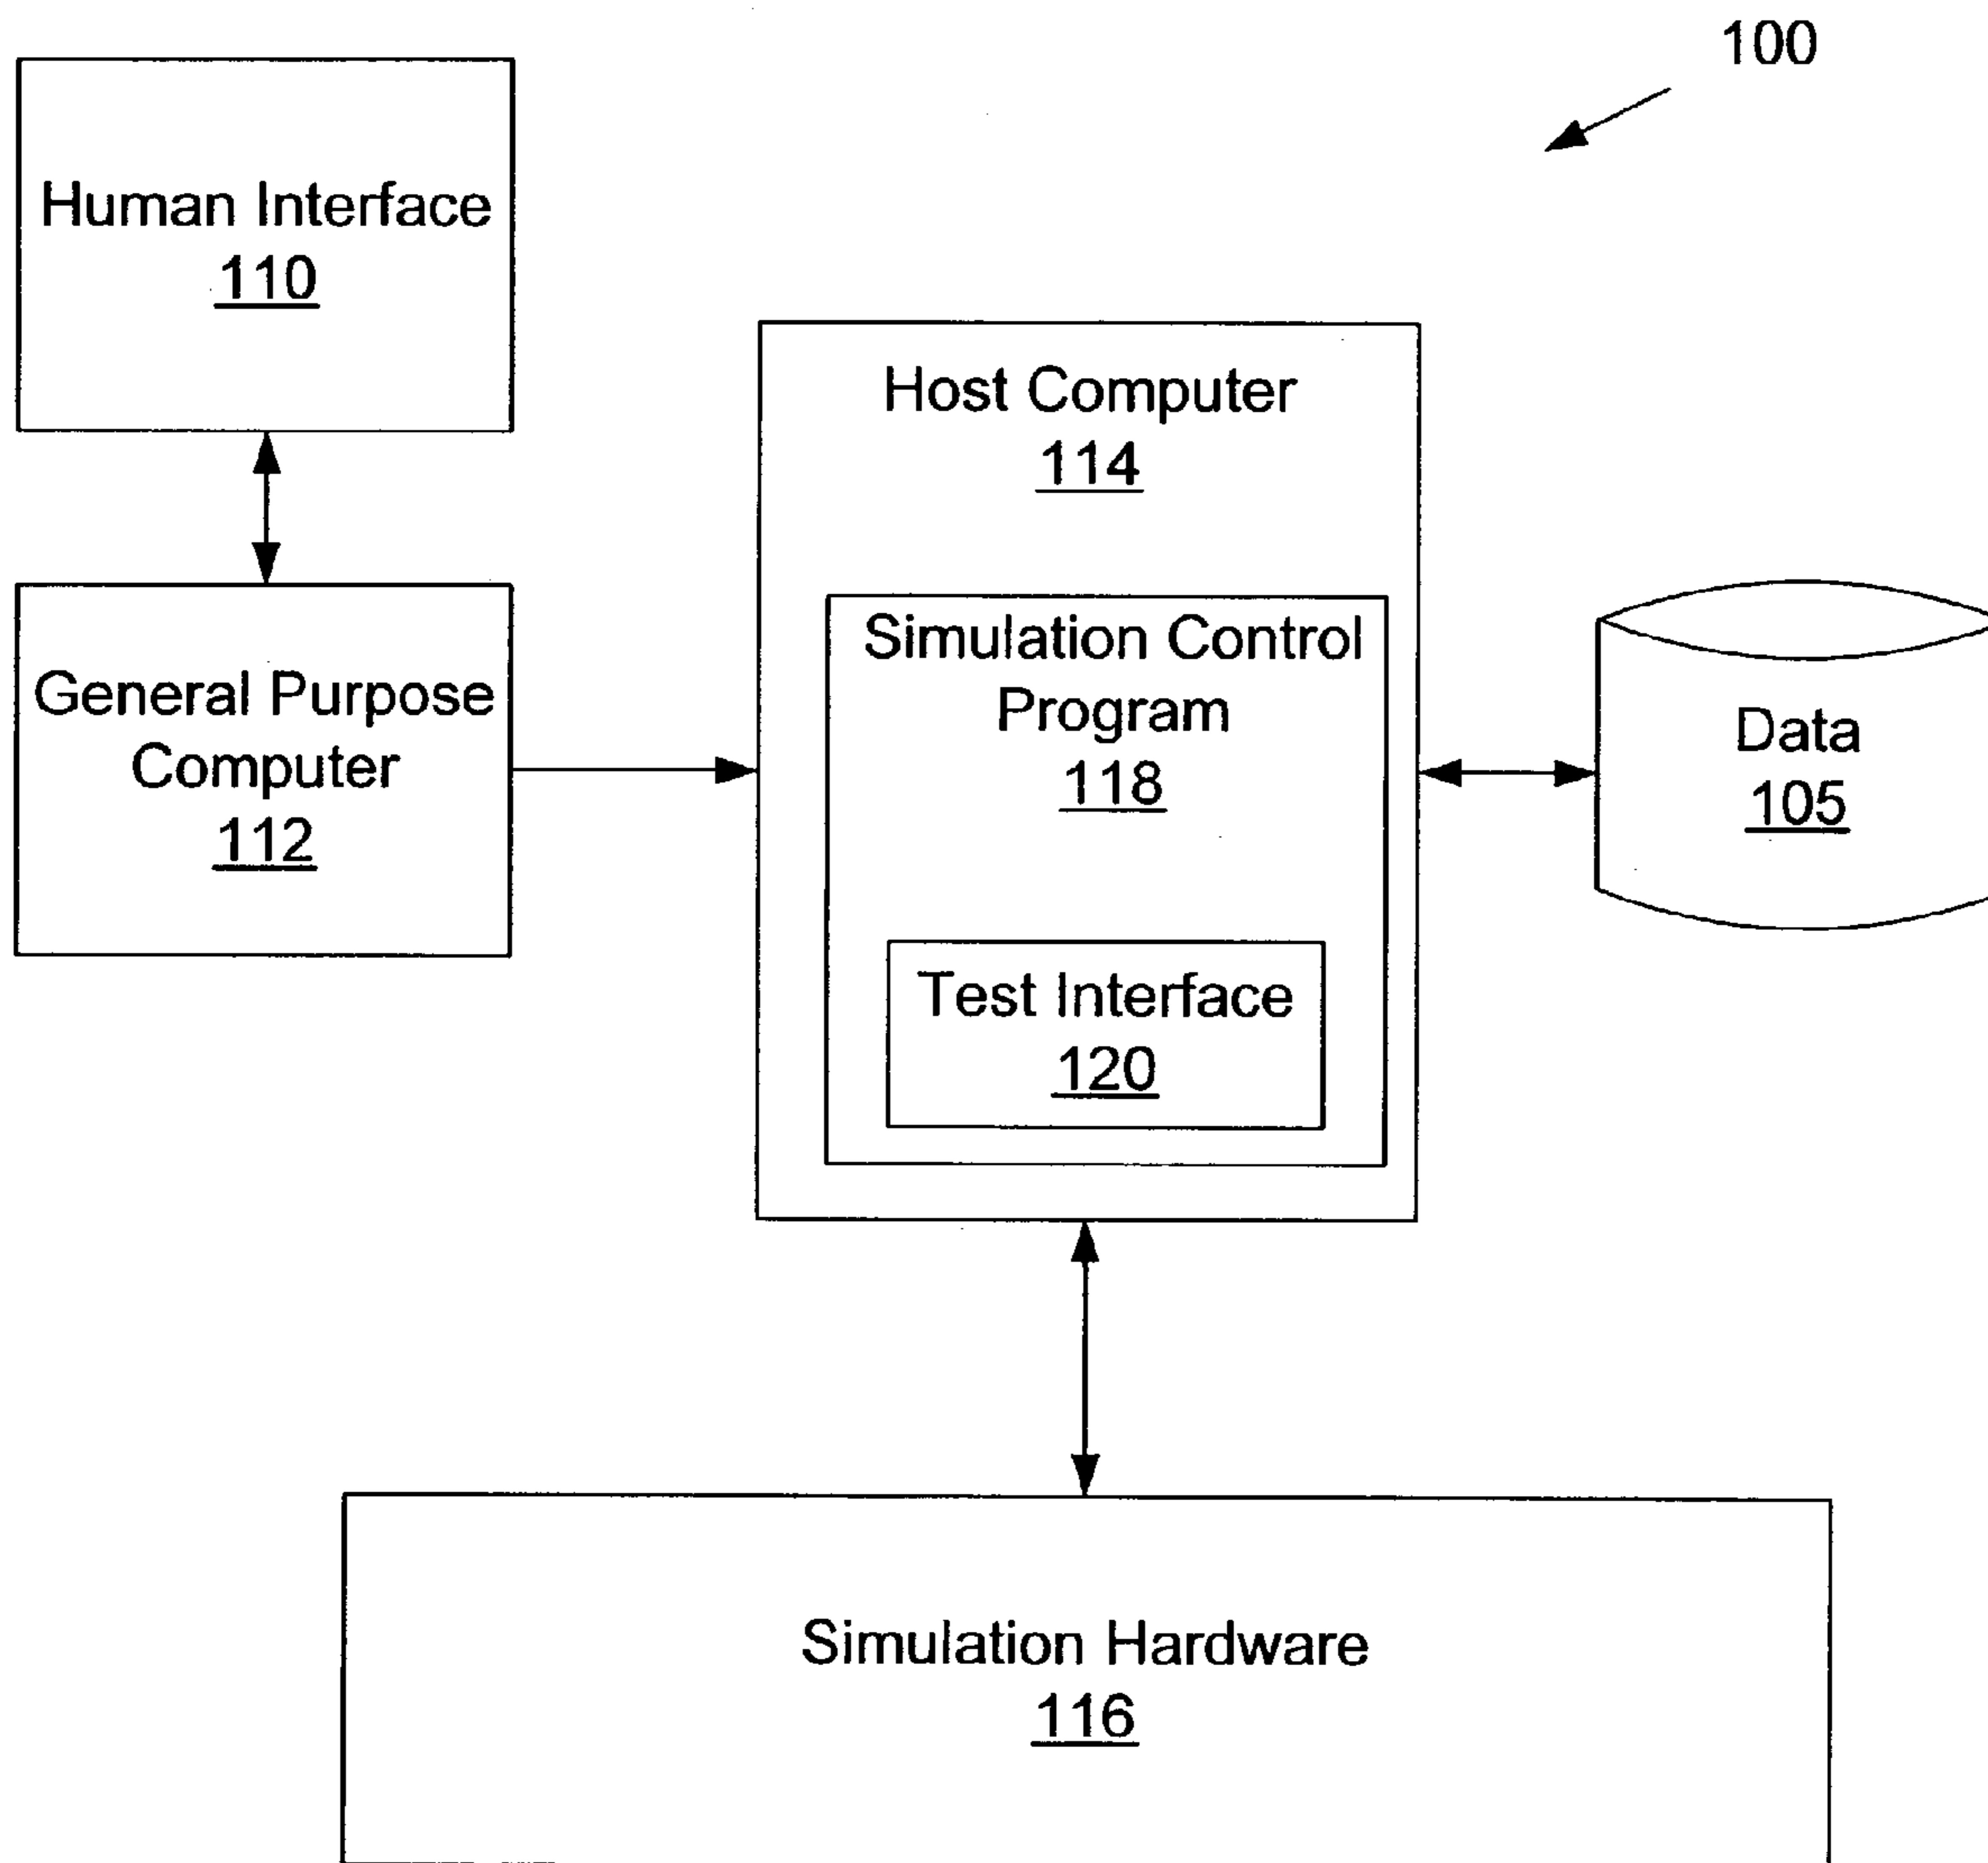 100
Human Interface
110
Host Computer
114
Simulation Control
Program
118
General Purpose
Computer
112
Data
105
Test Interface
120
Simulation Hardware
116